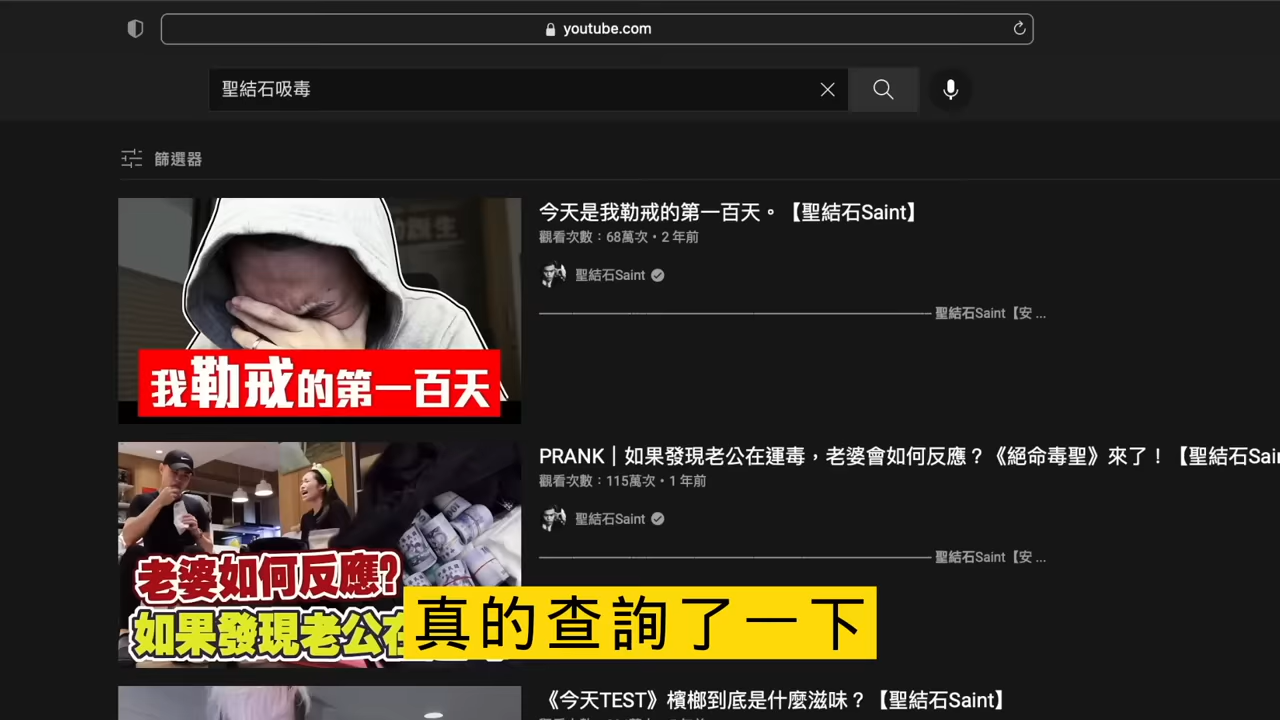 youtube.com
聖結石吸毒
篩選器
今天是我勒戒的第一百天。【聖結石Saint】
觀看次數：68萬次・2 年前
聖結石Saint
聖結石Saint【安 ...
我勒戒的第一百天
PRANK｜如果發現老公在運毒，老婆會如何反應？《絕命毒聖》來了！【聖結石Sai
觀看次數：115萬次・1 年前
聖結石Saint
聖結石Saint【安 ...
老婆如何反應?
如果發現老公在
真的查詢了一下
《今天TEST》檳榔到底是什麼滋味？【聖結石Saint】